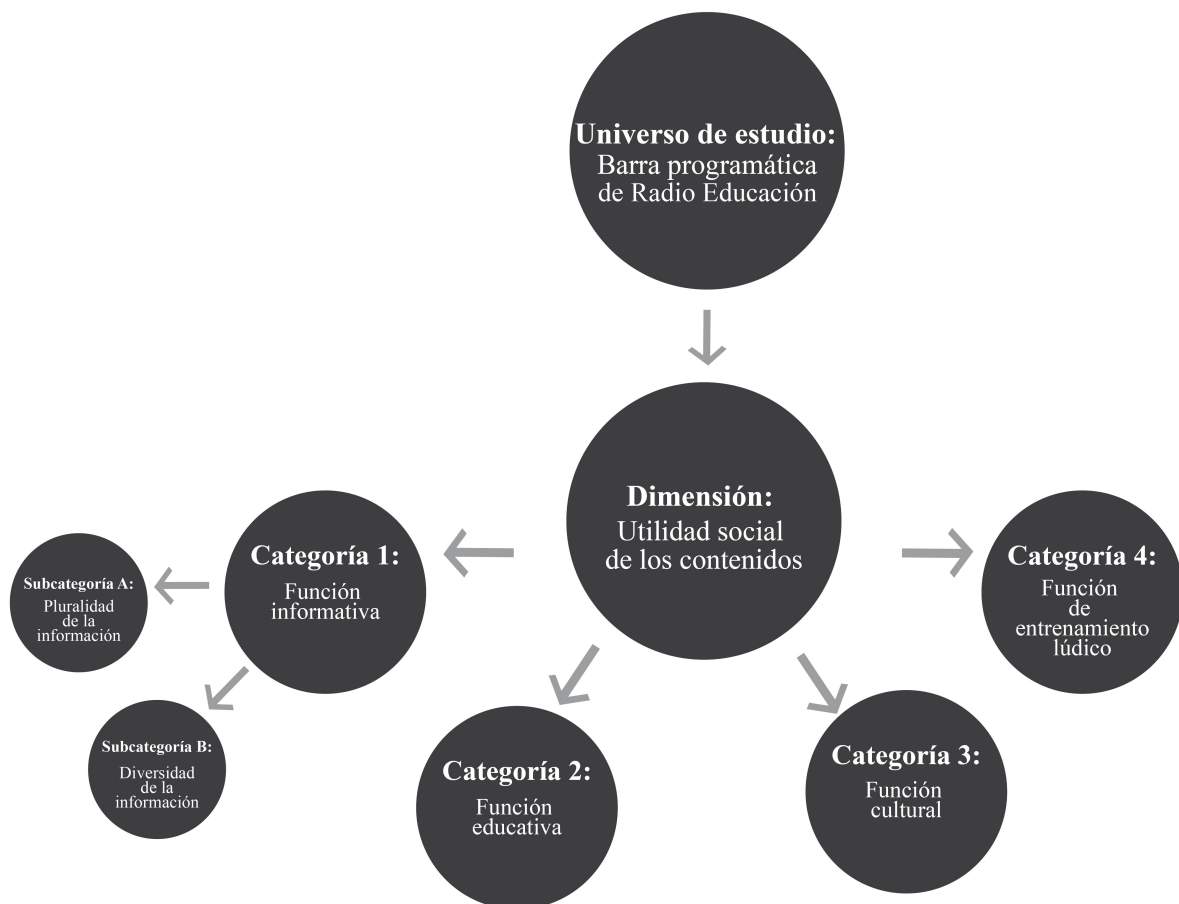 Universo de estudio:
Barra programática
de Radio Educación
Dimensión:
Utilidad social
de los contenidos
Categoría 1:
Función
informativa
Subcategoría A:
Pluralidad
de la
información
Subcategoría B:
Diversidad
de la
información
Categoría 2:
Función
educativa
Categoría 3:
Función
cultural
Categoría 4:
Función
de
entrenamiento
lúdico